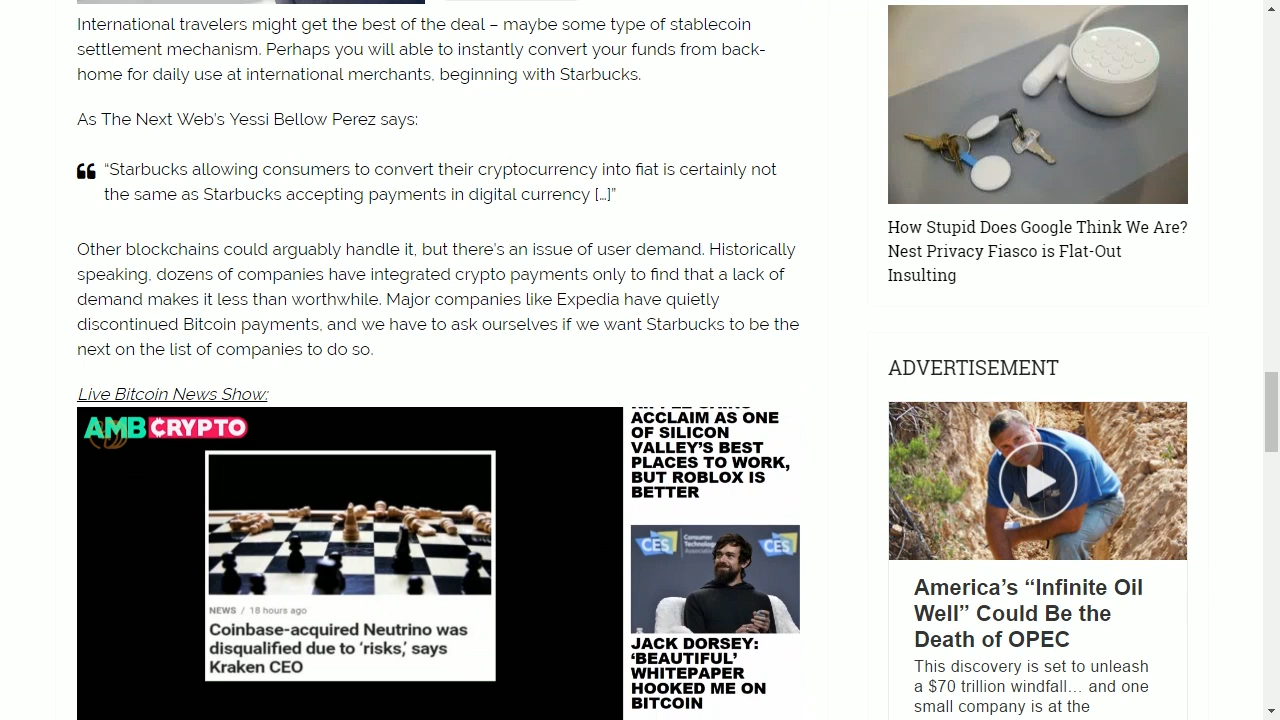 International travelers might get the best of the deal – maybe some type of stablecoin
settlement mechanism. Perhaps you will able to instantly convert your funds from back-
home for daily use at international merchants, beginning with Starbucks.
As The Next Web's Yessi Bellow Perez says:
“Starbucks allowing consumers to convert their cryptocurrency into fiat is certainly not
the same as Starbucks accepting payments in digital currency […]”
Other blockchains could arguably handle it, but there's an issue of user demand. Historically
speaking, dozens of companies have integrated crypto payments only to find that a lack of
demand makes it less than worthwhile. Major companies like Expedia have quietly
discontinued Bitcoin payments, and we have to ask ourselves if we want Starbucks to be the
next on the list of companies to do so.
Live Bitcoin News Show:
AMBCRYPTO
NEWS / 18 hours ago
Coinbase-acquired Neutrino was
disqualified due to ‘risks,’ says
Kraken CEO
ACCLAIM AS ONE
OF SILICON
VALLEY’S BEST
PLACES TO WORK,
BUT ROBLOX IS
BETTER
CES
Consumer
Technology
Association
CES
JACK DORSEY:
‘BEAUTIFUL’
WHITEPAPER
HOOKED ME ON
BITCOIN
How Stupid Does Google Think We Are?
Nest Privacy Fiasco is Flat-Out
Insulting
ADVERTISEMENT
America’s “Infinite Oil
Well” Could Be the
Death of OPEC
This discovery is set to unleash
a $70 trillion windfall… and one
small company is at the